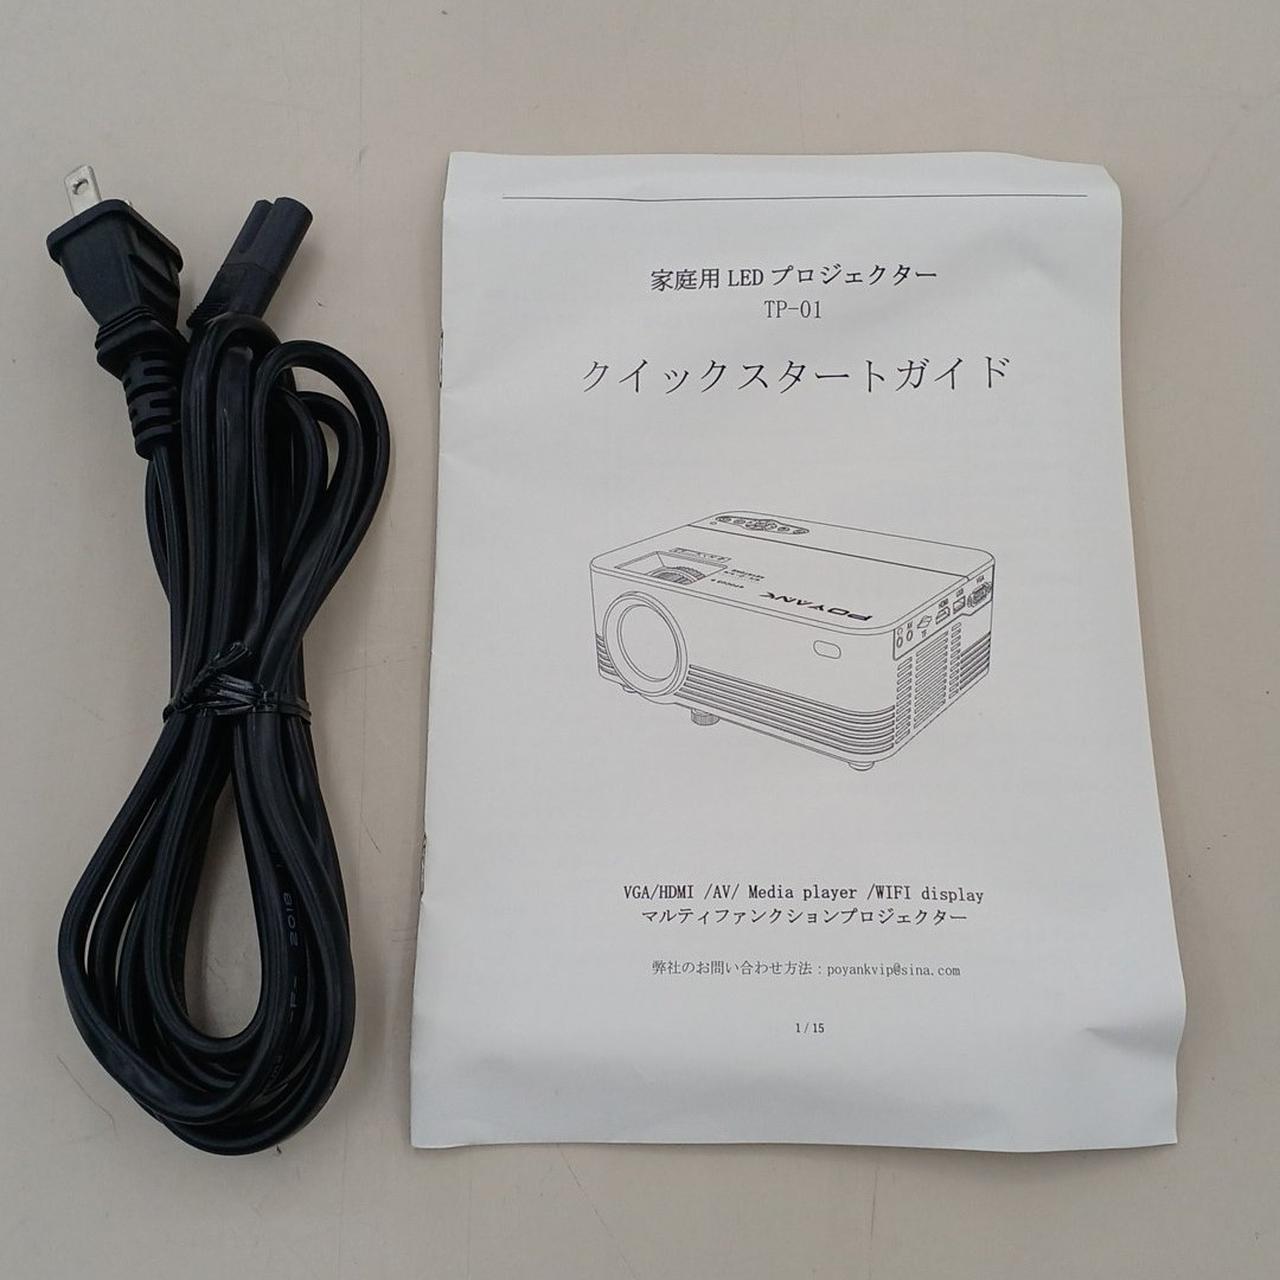 家庭用 LED プロジェクター
TP-01
クイックスタートガイド
POYANK
HDMI
VGA
VGA/HDMI /AV/ Media player /WIFI display
マルティファンクションプロジェクター
弊社のお問い合わせ方法：poyankvip@sina.com
1 / 15
2018